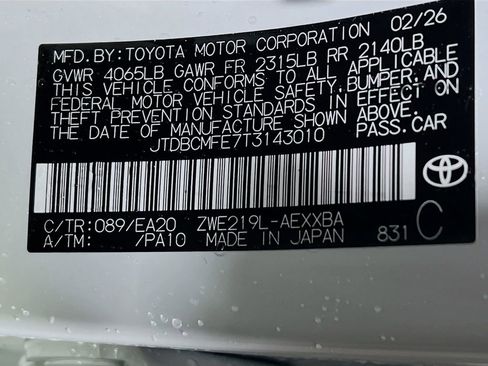 MFD. BY: TOYOTA MOTOR CORPORATION 02/26
GVWR 4065LB GAWR FR 2315LB RR 2140LB
THIS VEHICLE CONFORMS TO ALL APPLICABLE
FEDERAL MOTOR VEHICLE SAFETY, BUMPER, AND
THEFT PREVENTION STANDARDS IN EFFECT ON
THE DATE OF MANUFACTURE SHOWN ABOVE.
JTDBCMFE7T3143010 PASS. CAR
TOYOTA
C/TR: 089/EA20 ZWE219L-AEXXBA
A/TM: /PA10 MADE IN JAPAN 831 C